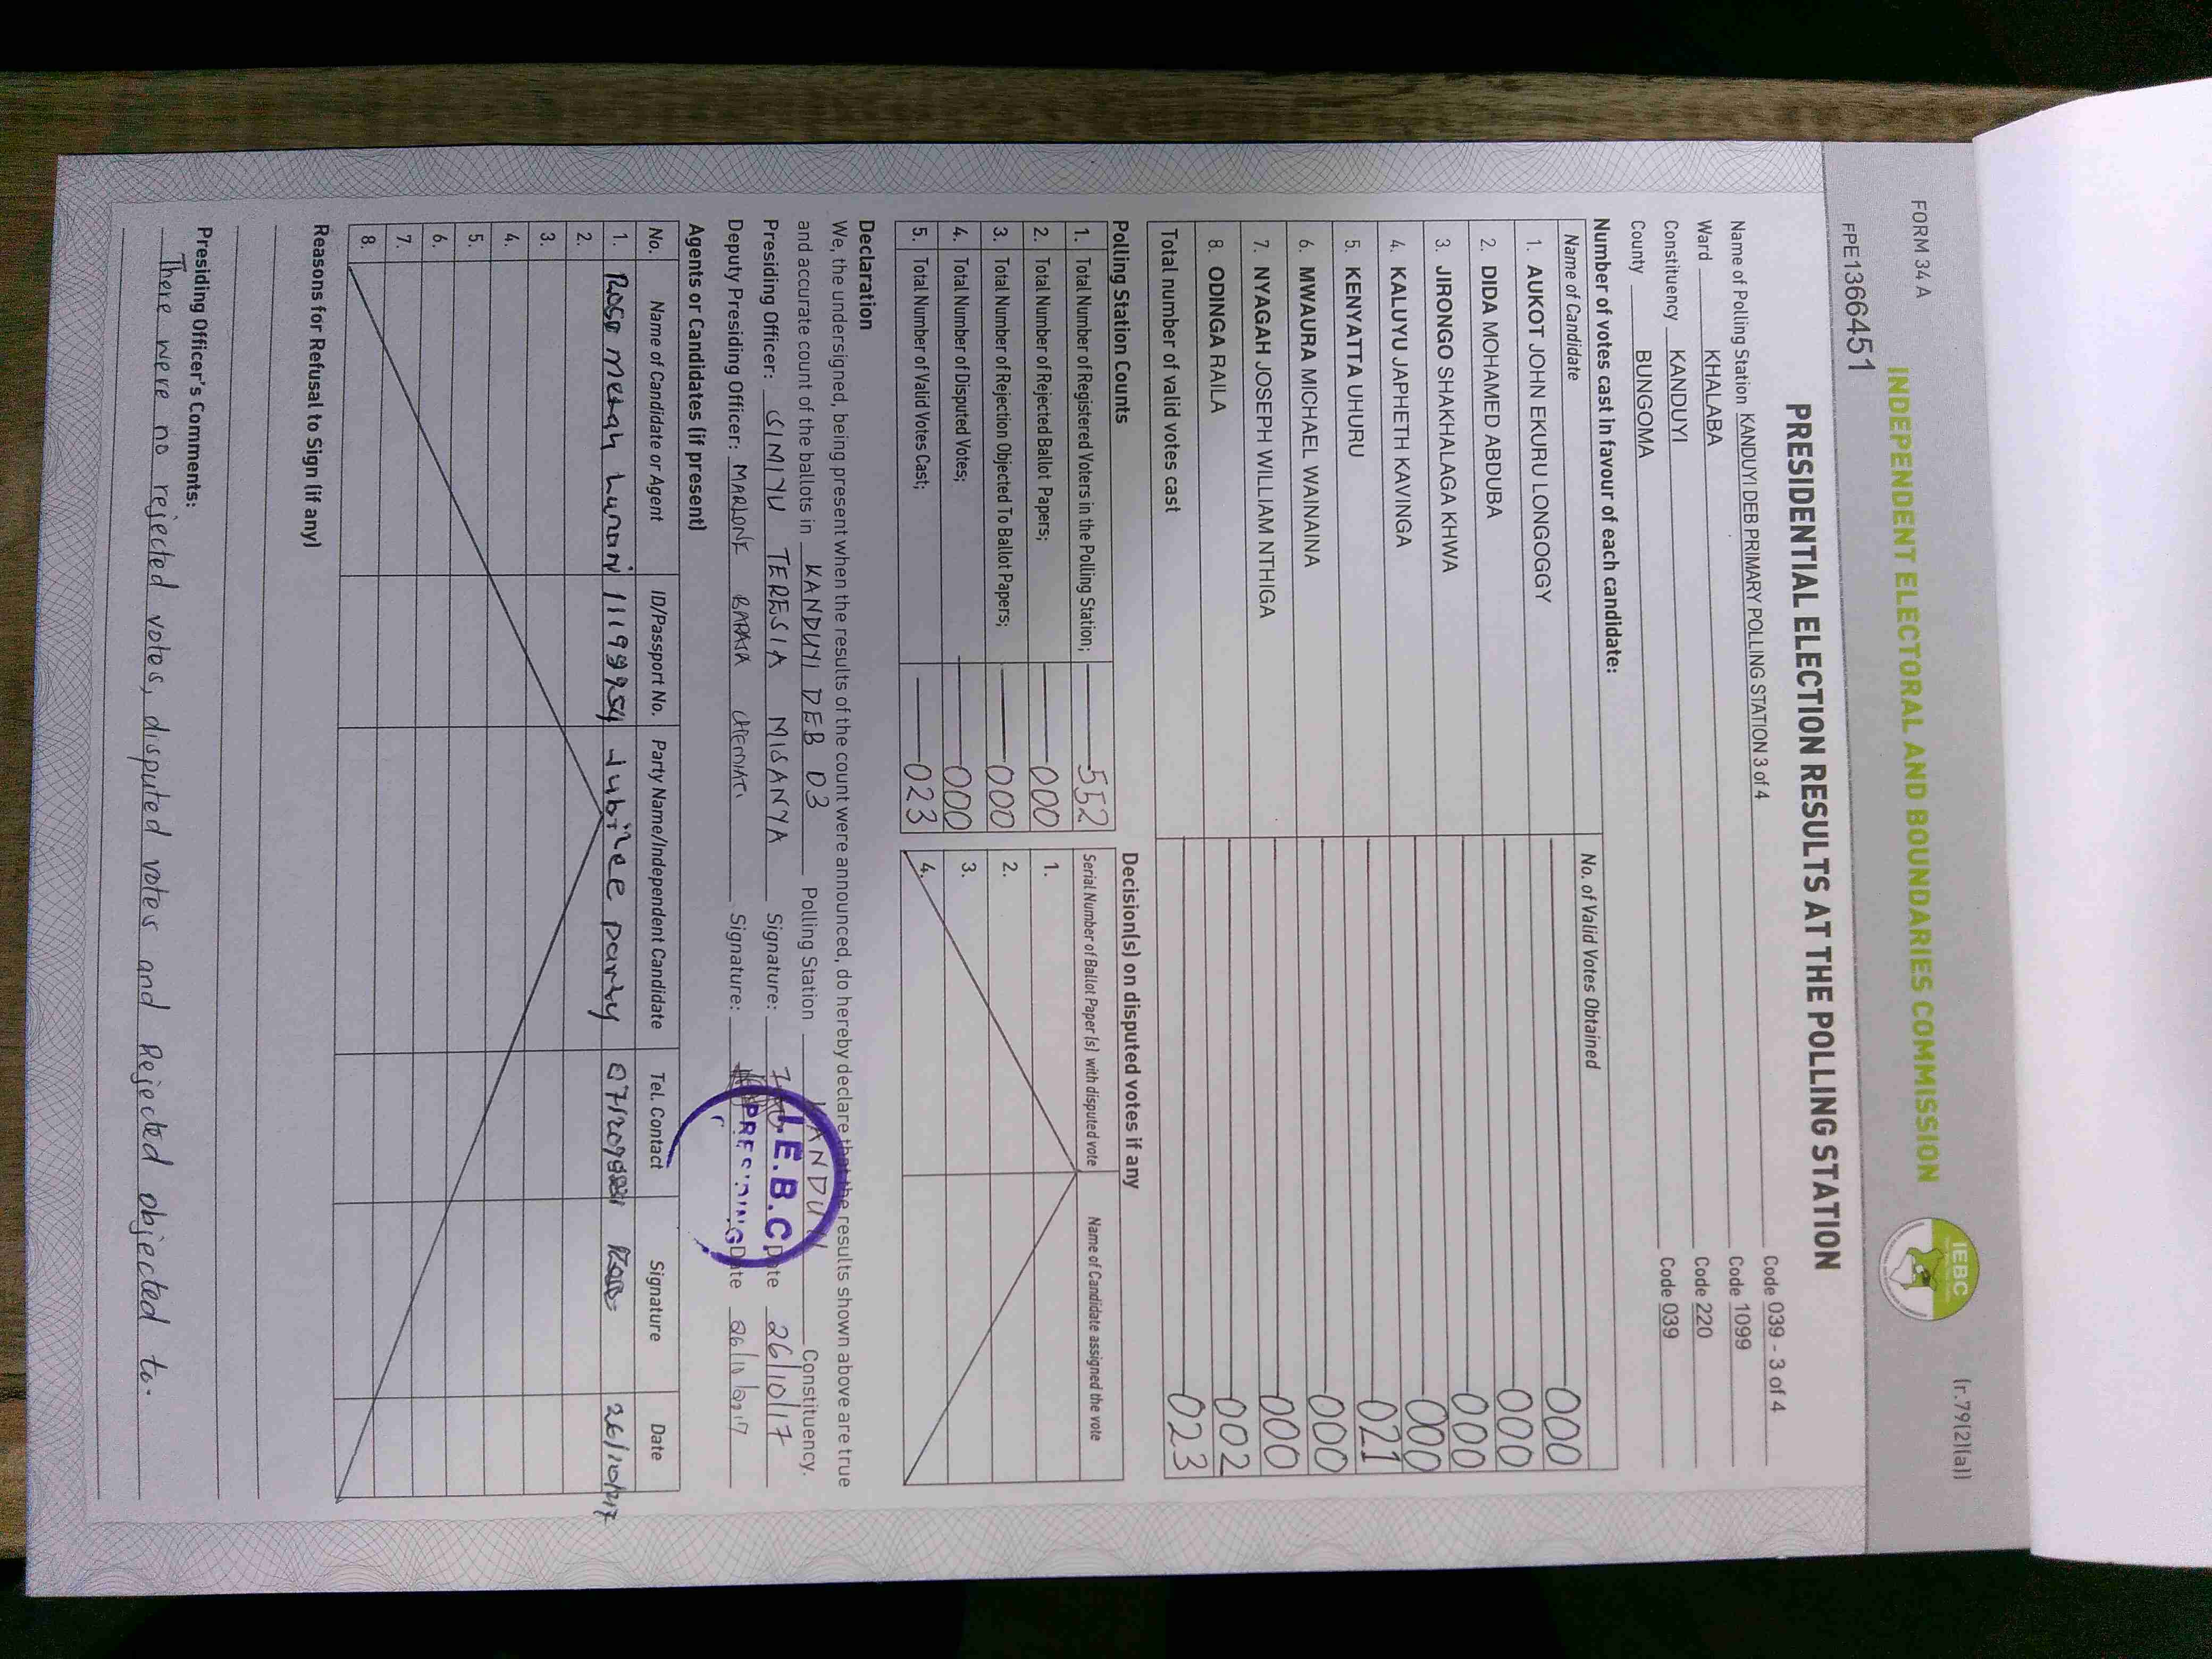 FORM 34 A
(r.79(2)(a))
INDEPENDENT ELECTORAL AND BOUNDARIES COMMISSION
IEBC
FPE1366451
PRESIDENTIAL ELECTION RESULTS AT THE POLLING STATION
Name of Polling Station KANDUYI DEB PRIMARY POLLING STATION 3 of 4 Code 039 - 3 of 4
Ward KHALABA Code 1099
Constituency KANDUYI Code 220
County BUNGOMA Code 039
Number of votes cast in favour of each candidate:
Name of Candidate No. of Valid Votes Obtained
1. AUKOT JOHN EKURU LONGOGGY 000
2. DIDA MOHAMED ABDUBA 000
3. JIRONGO SHAKHALAGA KHWA 000
4. KALUYU JAPHETH KAVINGA 000
5. KENYATTA UHURU 021
6. MWAURA MICHAEL WAINAINA 000
7. NYAGAH JOSEPH WILLIAM NTHIGA 000
8. ODINGA RAILA 002
Total number of valid votes cast 023
Polling Station Counts
1. Total Number of Registered Voters in the Polling Station; 552
2. Total Number of Rejected Ballot Papers; 000
3. Total Number of Rejection Objected To Ballot Papers; 000
4. Total Number of Disputed Votes; 000
5. Total Number of Valid Votes Cast; 023
Decision(s) on disputed votes if any
Serial Number of Ballot Paper (s) with disputed vote Name of Candidate assigned the vote
1.
2.
3.
4.
Declaration
We, the undersigned, being present when the results of the count were announced, do hereby declare that the results shown above are true
and accurate count of the ballots in KANDUYI DEB 03 Polling Station KANDUYI Constituency.
Presiding Officer: SIMIYU TERESIA MISANYA Signature: Date 26/10/17
Deputy Presiding Officer: MARLONE BARASA Signature: Date 26/10/2017
I.E.B.C
PRESIDING
Agents or Candidates (if present)
No. Name of Candidate or Agent ID/Passport No. Party Name/Independent Candidate Tel. Contact Signature Date
1. Rose 11199954 Jubilee party 26/10/2017
2.
3.
4.
5.
6.
7.
8.
Reasons for Refusal to Sign (if any)
Presiding Officer's Comments:
There were no rejected votes, disputed votes and Rejected objected to.